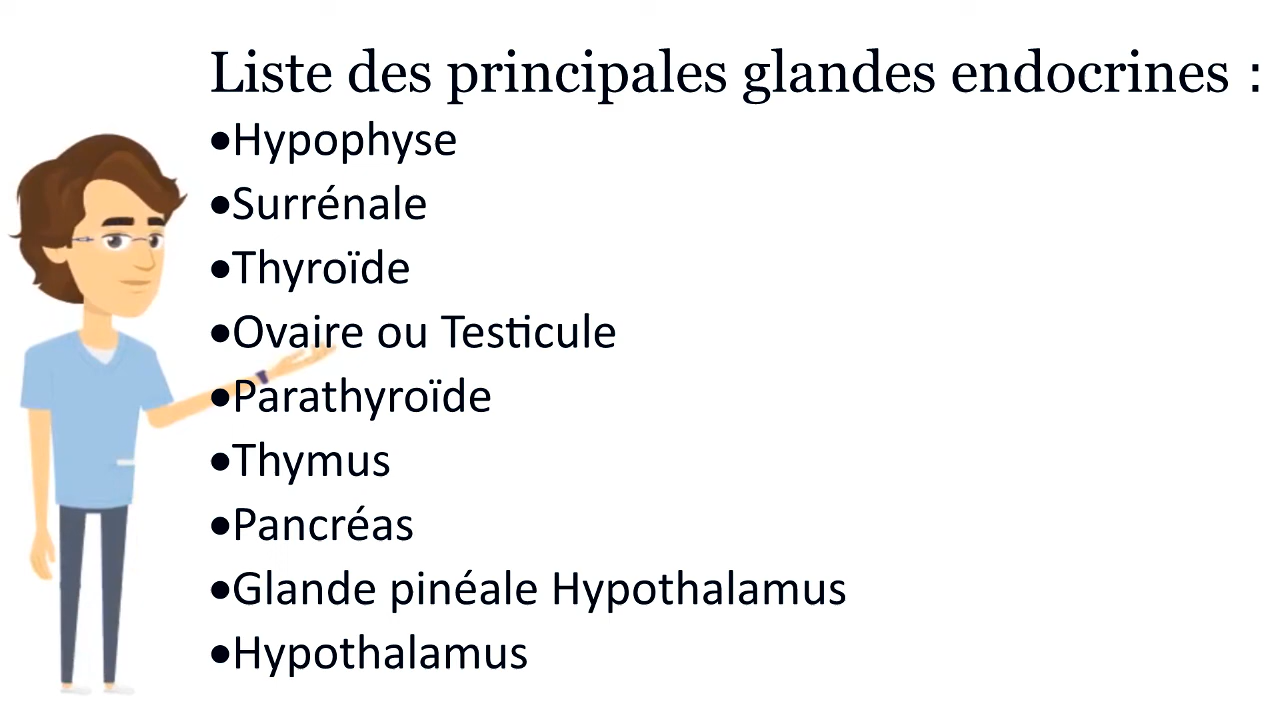 Liste des principales glandes endocrines :
•Hypophyse
•Surrénale
•Thyroïde
•Ovaire ou Testicule
•Parathyroïde
•Thymus
•Pancréas
•Glande pinéale Hypothalamus
•Hypothalamus